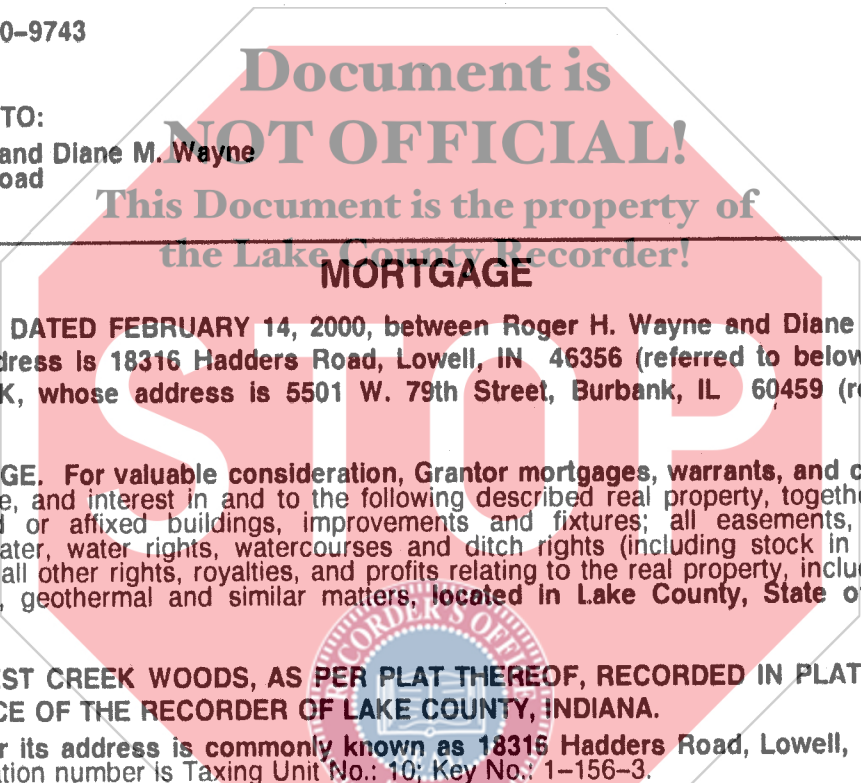 0–9743
Document is
TO:
NOT OFFICIAL!
and Diane M. Wayne
oad
This Document is the property of
the Lake County Recorder!
MORTGAGE
DATED FEBRUARY 14, 2000, between Roger H. Wayne and Diane
dress is 18316 Hadders Road, Lowell, IN 46356 (referred to below
K, whose address is 5501 W. 79th Street, Burbank, IL 60459 (re
STOP
GE. For valuable consideration, Grantor mortgages, warrants, and c
e, and interest in and to the following described real property, togeth
d or affixed buildings, improvements and fixtures; all easements,
ater, water rights, watercourses and ditch rights (including stock in
all other rights, royalties, and profits relating to the real property, includ
, geothermal and similar matters, located in Lake County, State o
RECORDER'S OFFICE
EST CREEK WOODS, AS PER PLAT THEREOF, RECORDED IN PLAT
CE OF THE RECORDER OF LAKE COUNTY, INDIANA.
r its address is commonly known as 18316 Hadders Road, Lowell,
ation number is Taxing Unit No.: 10; Key No.: 1–156–3.